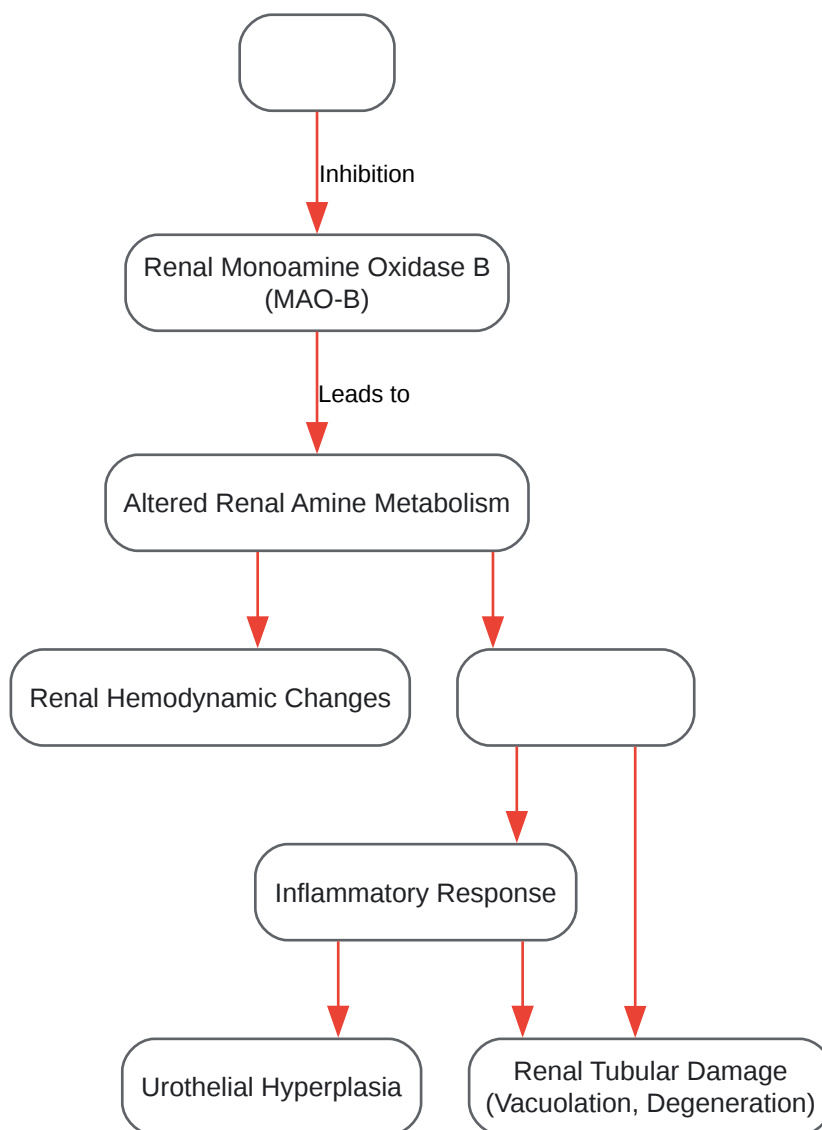 Inhibition
Renal Monoamine Oxidase B
(MAO-B)
Leads to
Altered Renal Amine Metabolism
Renal Hemodynamic Changes
Inflammatory Response
Urothelial Hyperplasia
Renal Tubular Damage
(Vacuolation, Degeneration)